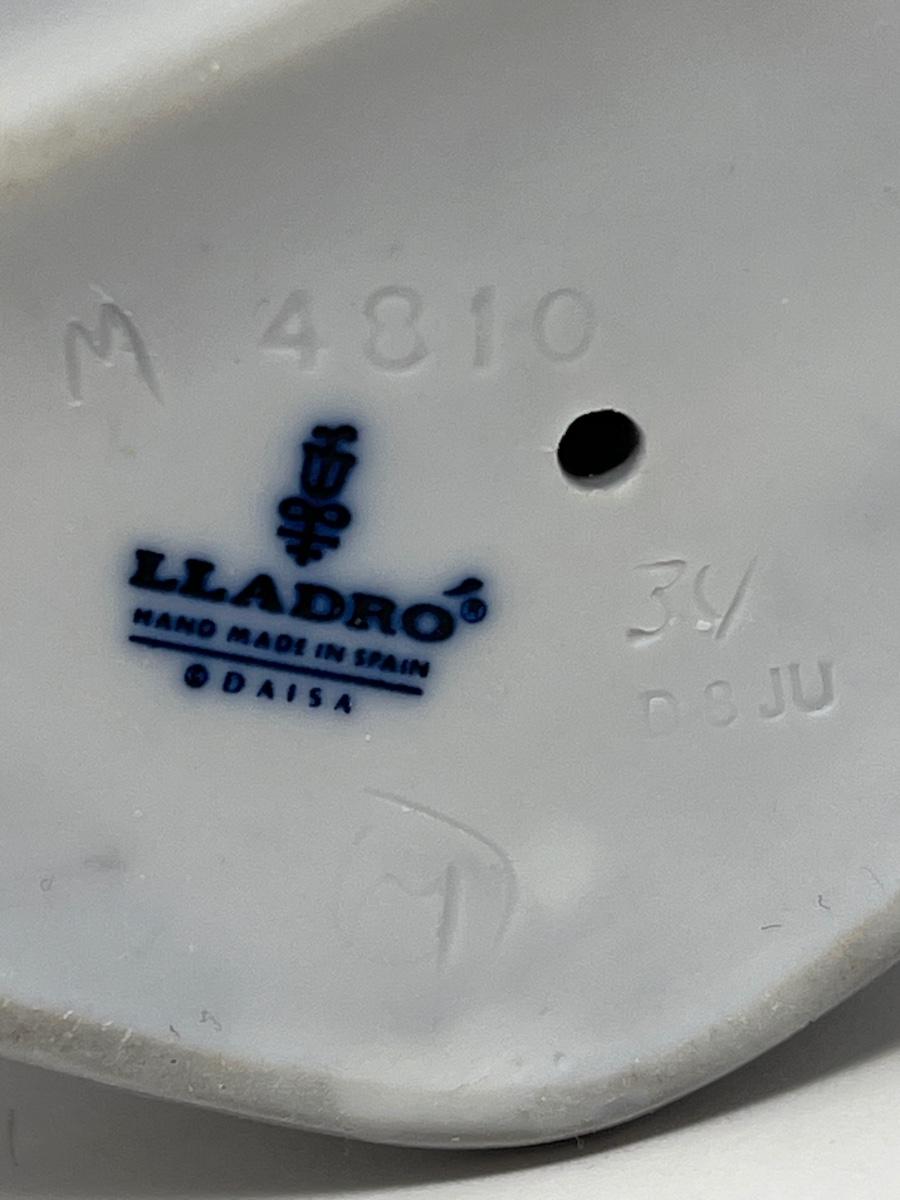 M 4810
LLADRÓ®
HAND MADE IN SPAIN
© DAISA
D 8 JU